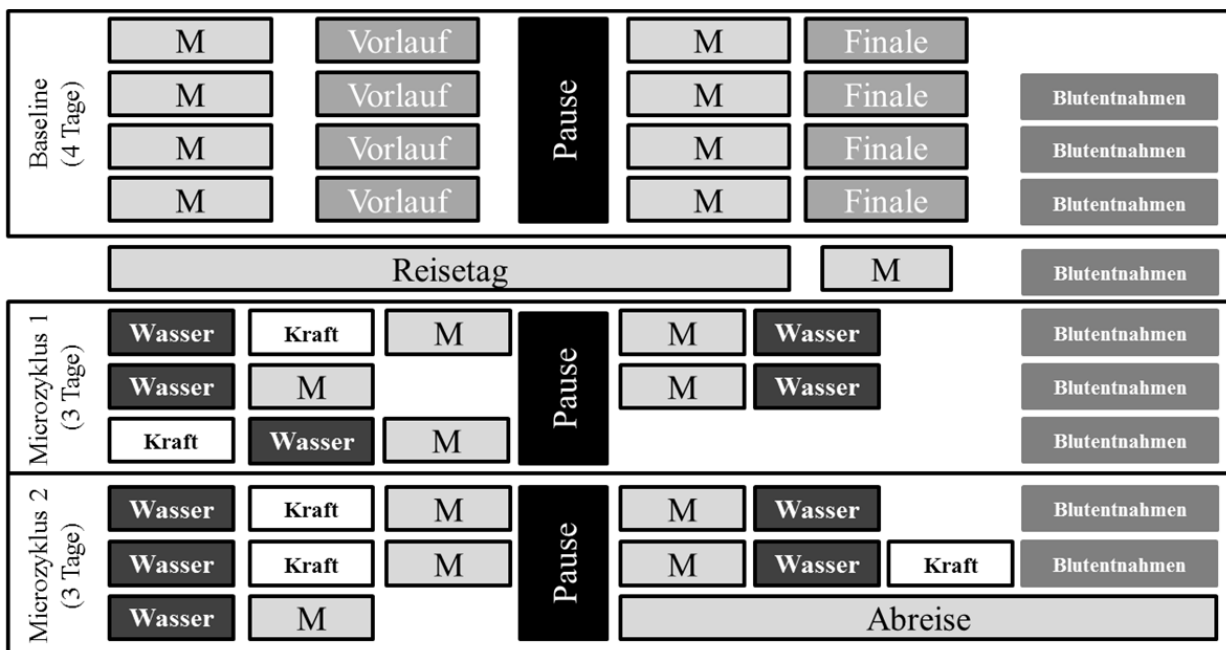 Baseline
(4 Tage)
M Vorlauf Pause M Finale
M Vorlauf M Finale Blutentnahmen
M Vorlauf M Finale Blutentnahmen
M Vorlauf M Finale Blutentnahmen
Reisetag M Blutentnahmen
Microzyklus 1
(3 Tage)
Wasser Kraft M Pause M Wasser Blutentnahmen
Wasser M M Wasser Blutentnahmen
Kraft Wasser M Blutentnahmen
Microzyklus 2
(3 Tage)
Wasser Kraft M Pause M Wasser Blutentnahmen
Wasser Kraft M M Wasser Kraft Blutentnahmen
Wasser M Abreise